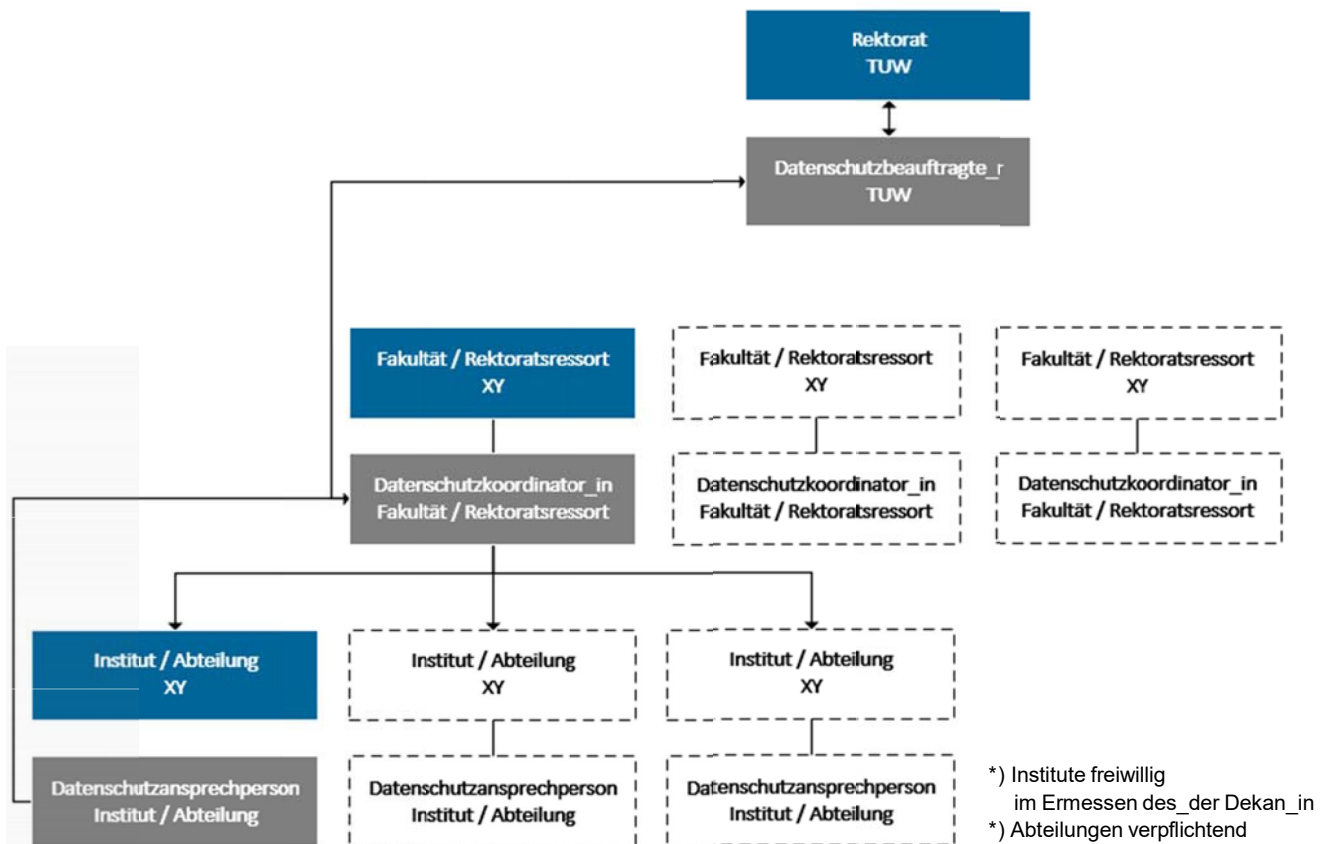 Rektorat
TUW
Datenschutzbeauftragte_r
TUW
Fakultät / Rektoratsressort
XY
Fakultät / Rektoratsressort
XY
Fakultät / Rektoratsressort
XY
Datenschutzkoordinator_in
Fakultät / Rektoratsressort
Datenschutzkoordinator_in
Fakultät / Rektoratsressort
Datenschutzkoordinator_in
Fakultät / Rektoratsressort
Institut / Abteilung
XY
Institut / Abteilung
XY
Institut / Abteilung
XY
Datenschutzansprechperson
Institut / Abteilung
Datenschutzansprechperson
Institut / Abteilung
Datenschutzansprechperson
Institut / Abteilung
*) Institute freiwillig
im Ermessen des_der Dekan_in
*) Abteilungen verpflichtend